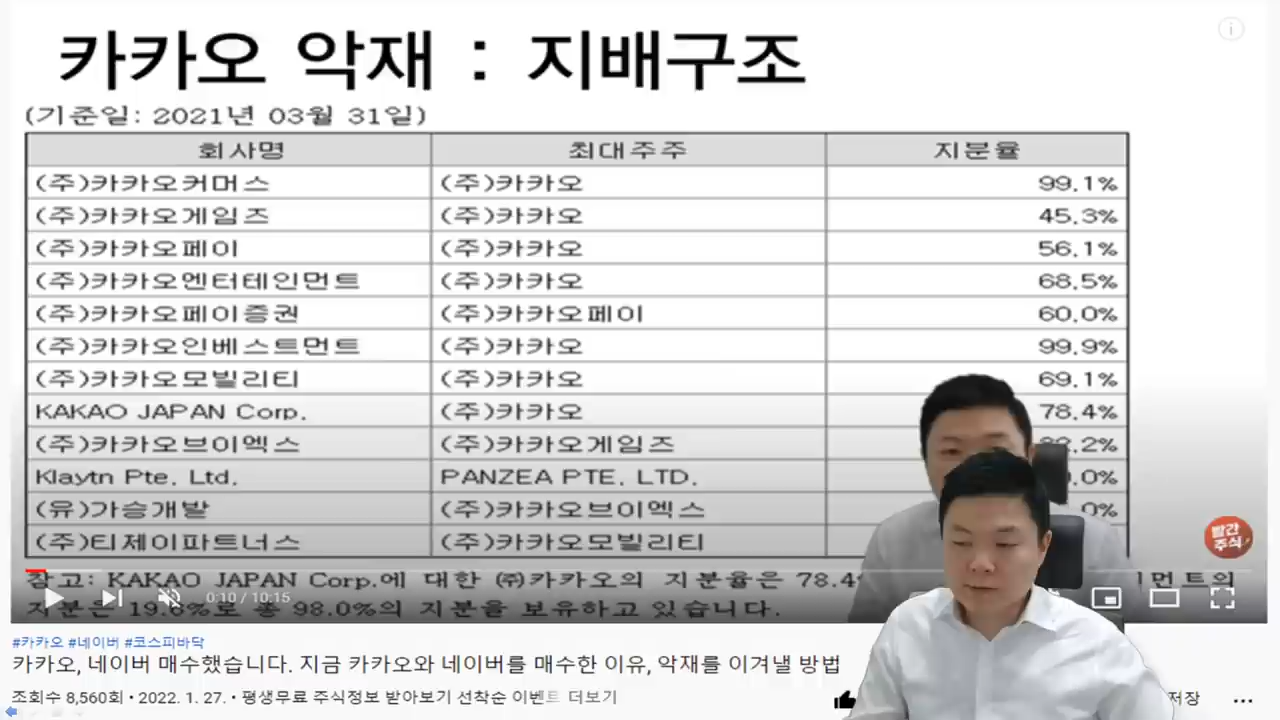 카카오 악재 : 지배구조
(기준일: 2021년 03월 31일)
회사명 최대주주 지분율
(주)카카오커머스 (주)카카오 99.1%
(주)카카오게임즈 (주)카카오 45.3%
(주)카카오페이 (주)카카오 56.1%
(주)카카오엔터테인먼트 (주)카카오 68.5%
(주)카카오페이증권 (주)카카오페이 60.0%
(주)카카오인베스트먼트 (주)카카오 99.9%
(주)카카오모빌리티 (주)카카오 69.1%
KAKAO JAPAN Corp. (주)카카오 78.4%
(주)카카오브이엑스 (주)카카오게임즈
Klaytn Pte. Ltd. PANZEA PTE. LTD.
(유)가승개발 (주)카카오브이엑스
(주)티제이파트너스 (주)카카오모빌리티
빨간
주식
참고: KAKAO JAPAN Corp.에 대한 ㈜카카오의 지분율은 78.4
지분은 19.6%로 총 98.0%의 지분을 보유하고 있습니다.
0:10 / 10:15
#카카오 #네이버 #코스피바닥
카카오, 네이버 매수했습니다. 지금 카카오와 네이버를 매수한 이유, 악재를 이겨낼 방법
조회수 8,560회 • 2022. 1. 27. • 평생무료 주식정보 받아보기 선착순 이벤트 더보기
저장